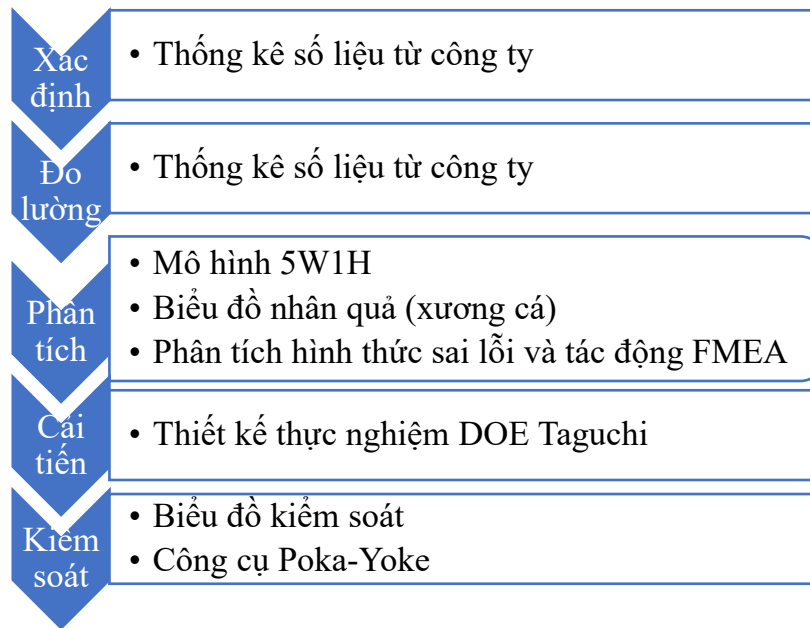 Xác
định
• Thống kê số liệu từ công ty
Đo
lường
• Thống kê số liệu từ công ty
Phân
tích
• Mô hình 5W1H
• Biểu đồ nhân quả (xương cá)
• Phân tích hình thức sai lỗi và tác động FMEA
Cải
tiến
• Thiết kế thực nghiệm DOE Taguchi
Kiểm
soát
• Biểu đồ kiểm soát
• Công cụ Poka-Yoke